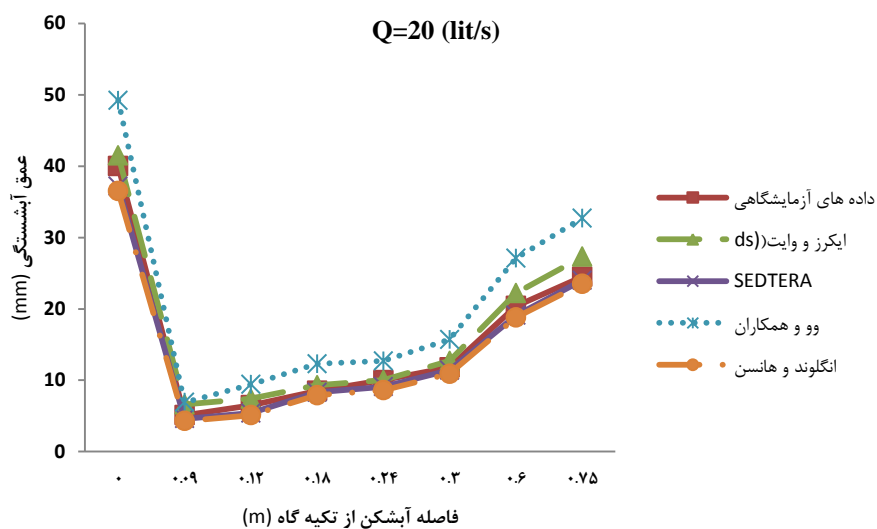 Q=20 (lit/s)
60
50
40
30
20
10
0
عمق آبشستگی (mm)
۰ ۰.۰۹ ۰.۱۲ ۰.۱۸ ۰.۲۴ ۰.۳ ۰.۶ ۰.۷۵
فاصله آبشکن از تکیه گاه (m)
داده های آزمایشگاهی
ایکرز و وایت((ds
SEDTERA
وو و همکاران
انگلوند و هانسن